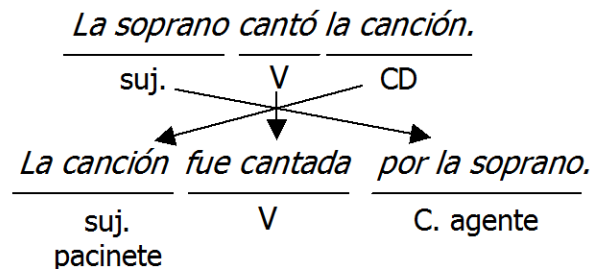 La soprano cantó la canción.
suj. V CD
La canción fue cantada por la soprano.
suj. V C. agente
pacinete